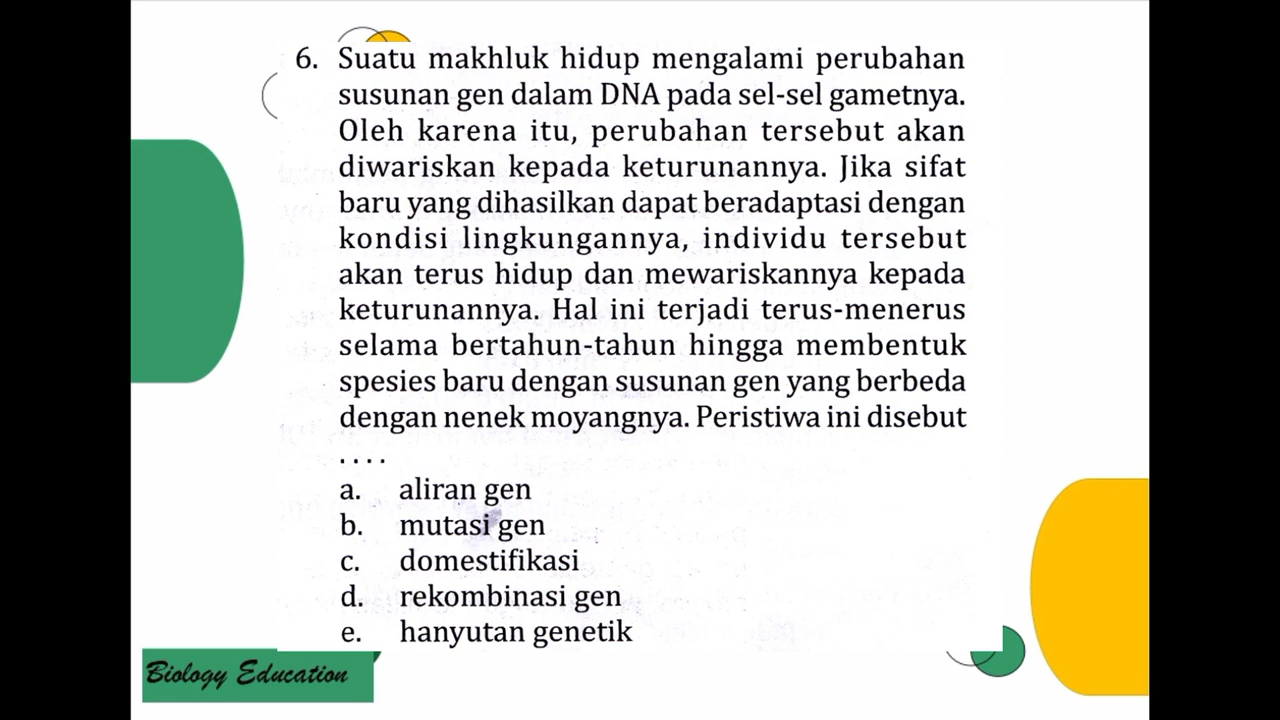 6. Suatu makhluk hidup mengalami perubahan
susunan gen dalam DNA pada sel-sel gametnya.
Oleh karena itu, perubahan tersebut akan
diwariskan kepada keturunannya. Jika sifat
baru yang dihasilkan dapat beradaptasi dengan
kondisi lingkungannya, individu tersebut
akan terus hidup dan mewariskannya kepada
keturunannya. Hal ini terjadi terus-menerus
selama bertahun-tahun hingga membentuk
spesies baru dengan susunan gen yang berbeda
dengan nenek moyangnya. Peristiwa ini disebut
. . . .
a. aliran gen
b. mutasi gen
c. domestifikasi
d. rekombinasi gen
e. hanyutan genetik
Biology Education